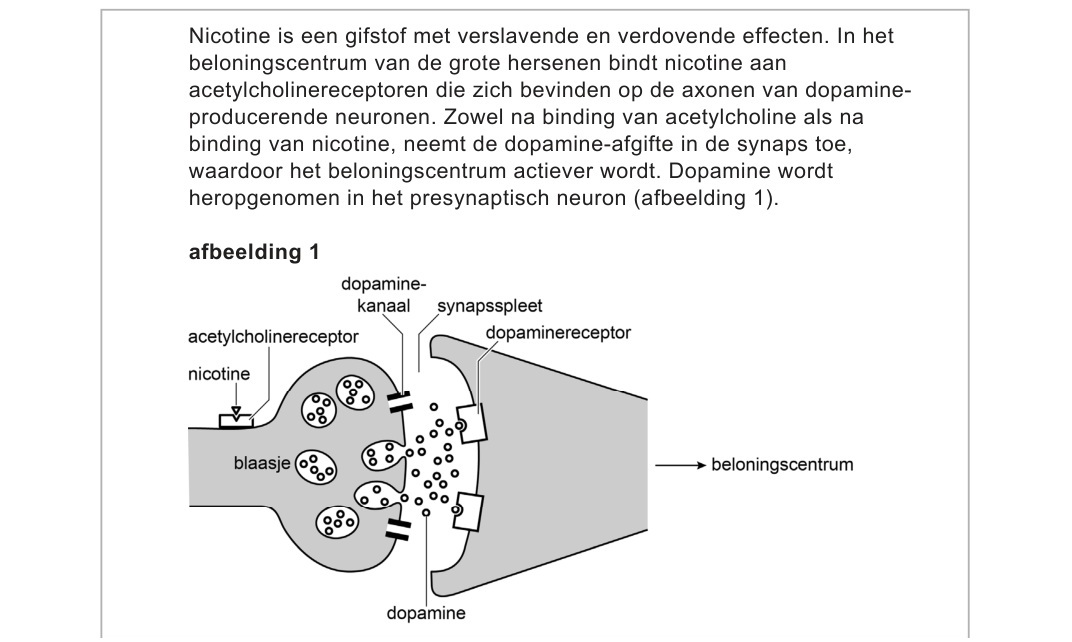 Nicotine is een gifstof met verslavende en verdovende effecten. In het
beloningscentrum van de grote hersenen bindt nicotine aan
acetylcholinereceptoren die zich bevinden op de axonen van dopamine-
producerende neuronen. Zowel na binding van acetylcholine als na
binding van nicotine, neemt de dopamine-afgifte in de synaps toe,
waardoor het beloningscentrum actiever wordt. Dopamine wordt
heropgenomen in het presynaptisch neuron (afbeelding 1).
afbeelding 1
dopamine-
kanaal
synapsspleet
dopaminereceptor
acetylcholinereceptor
nicotine
blaasje
beloningscentrum
dopamine